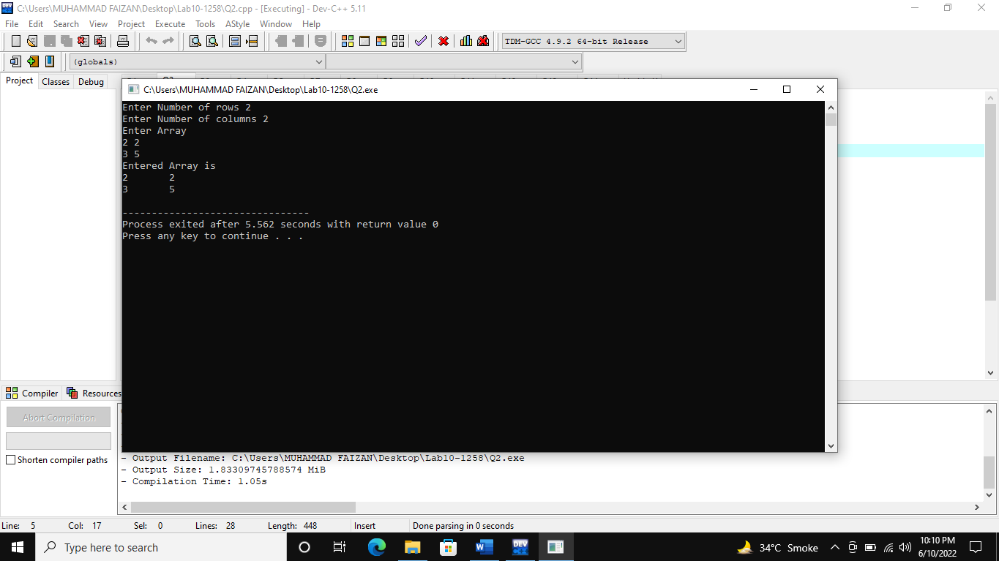 C:\Users\MUHAMMAD FAIZAN\Desktop\Lab10-1258\Q2.cpp - [Executing] - Dev-C++ 5.11
File Edit Search View Project Execute Tools AStyle Window Help
TDM-GCC 4.9.2 64-bit Release
(globals)
Project Classes Debug
C:\Users\MUHAMMAD FAIZAN\Desktop\Lab10-1258\Q2.exe
Enter Number of rows 2
Enter Number of columns 2
Enter Array
2 2
3 5
Entered Array is
2 2
3 5
--------------------------------
Process exited after 5.562 seconds with return value 0
Press any key to continue . . .
Compiler Resources
Abort Compilation
Shorten compiler paths
- Output Filename: C:\Users\MUHAMMAD FAIZAN\Desktop\Lab10-1258\Q2.exe
- Output Size: 1.83309745788574 MiB
- Compilation Time: 1.05s
Line: 5 Col: 17 Sel: 0 Lines: 28 Length: 448 Insert Done parsing in 0 seconds
Type here to search
DEV
34°C Smoke
10:10 PM
6/10/2022